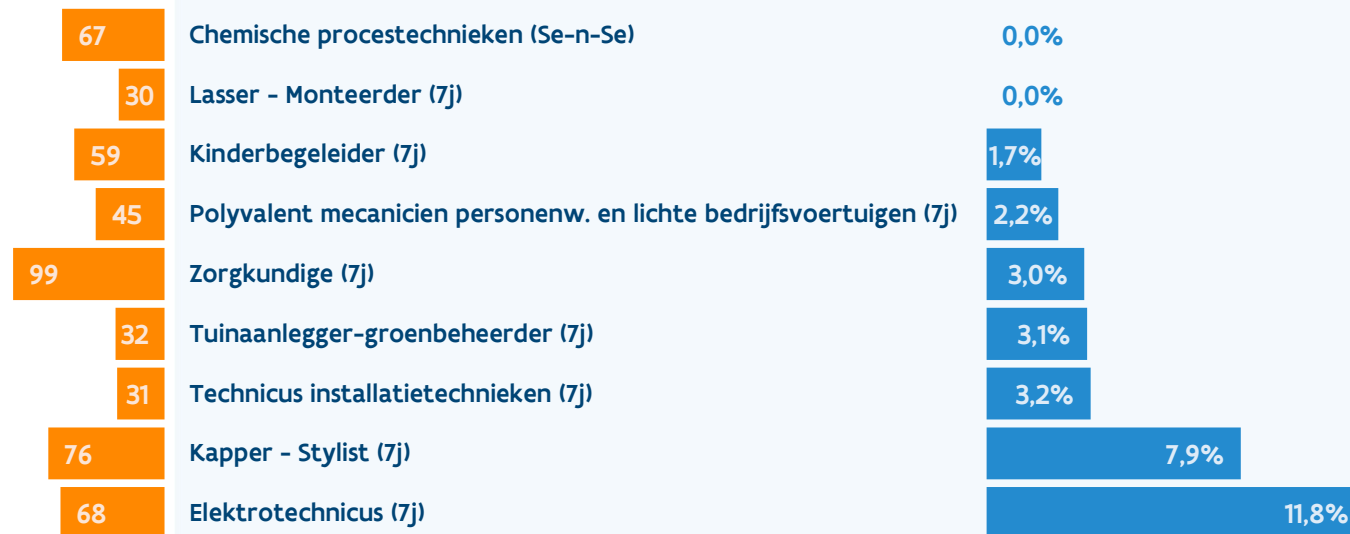 67 Chemische procestechnieken (Se-n-Se) 0,0%
30 Lasser - Monteerder (7j) 0,0%
59 Kinderbegeleider (7j) 1,7%
45 Polyvalent mecanicien personenw. en lichte bedrijfsvoertuigen (7j) 2,2%
99 Zorgkundige (7j) 3,0%
32 Tuinaanlegger-groenbeheerder (7j) 3,1%
31 Technicus installatietechnieken (7j) 3,2%
76 Kapper - Stylist (7j) 7,9%
68 Elektrotechnicus (7j) 11,8%